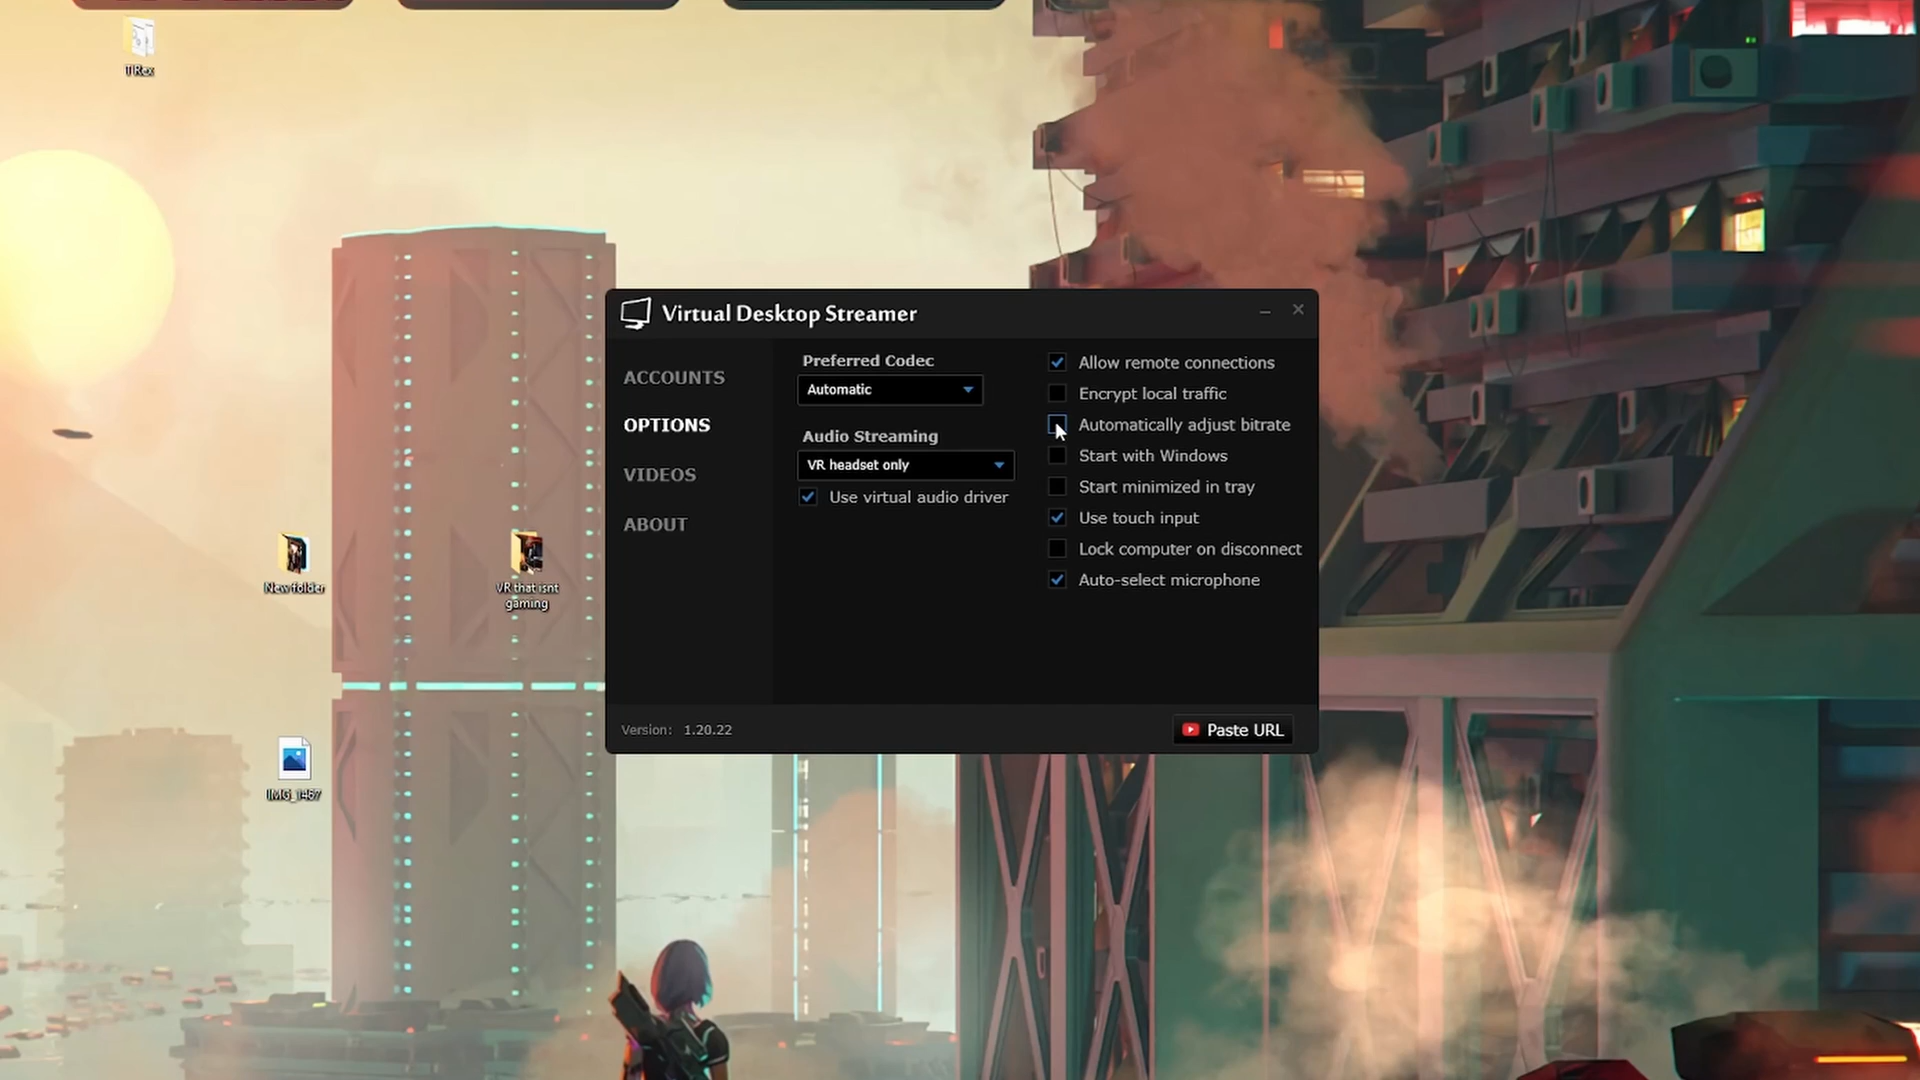 TIRex
Virtual Desktop Streamer
ACCOUNTS
OPTIONS
VIDEOS
ABOUT
Preferred Codec
Automatic
Audio Streaming
VR headset only
Use virtual audio driver
Allow remote connections
Encrypt local traffic
Automatically adjust bitrate
Start with Windows
Start minimized in tray
Use touch input
Lock computer on disconnect
Auto-select microphone
Version: 1.20.22
Paste URL
New folder
VR that isnt
gaming
IMG_1467